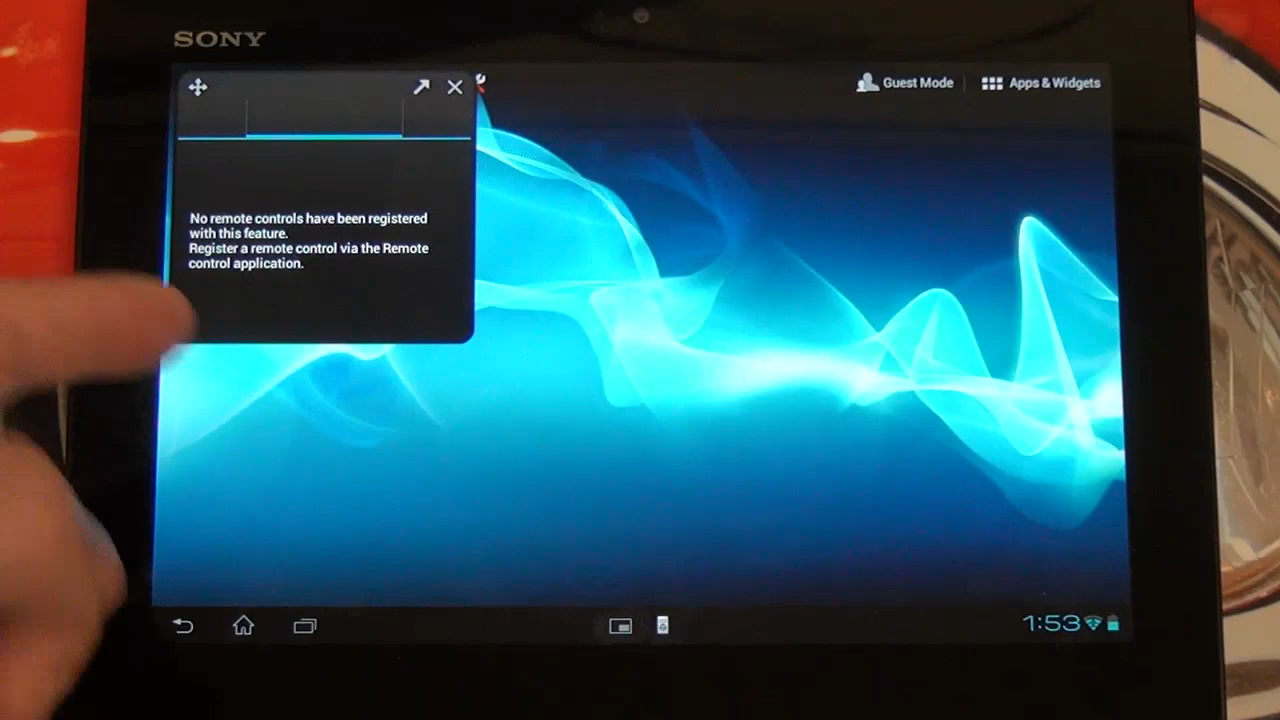 SONY
Guest Mode
Apps & Widgets
No remote controls have been registered
with this feature.
Register a remote control via the Remote
control application.
1:53